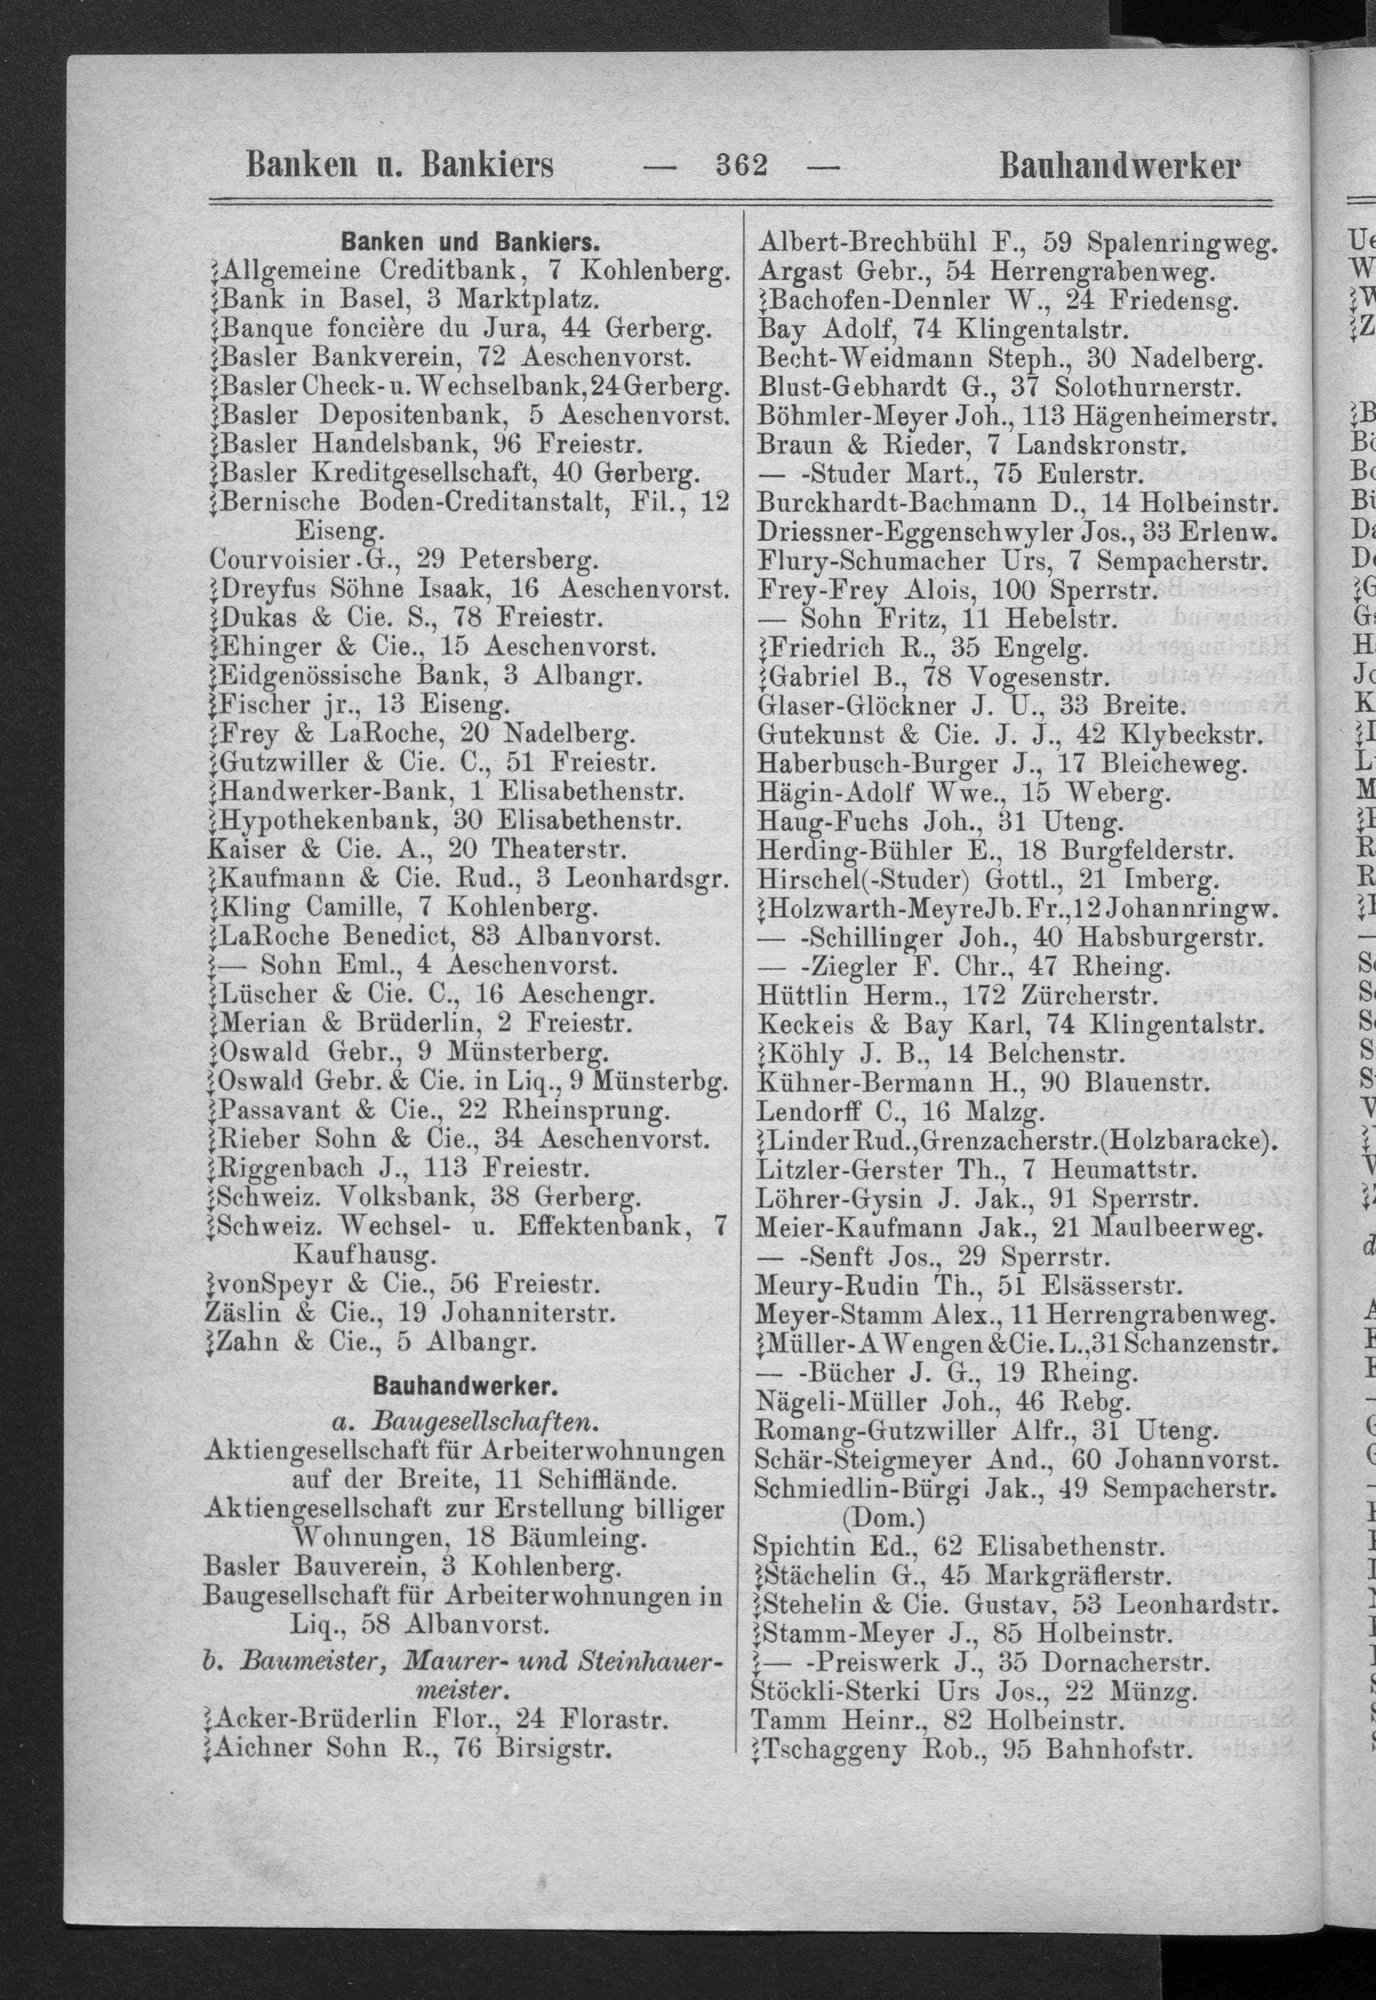 Banken u. Bankiers — 362 — Bauhandwerker
Banken und Bankiers.
⸾Allgemeine Creditbank, 7 Kohlenberg.
⸾Bank in Basel, 3 Marktplatz.
⸾Banque foncière du Jura, 44 Gerberg.
⸾Basler Bankverein, 72 Aeschenvorst.
⸾Basler Check- u. Wechselbank, 24 Gerberg.
⸾Basler Depositenbank, 5 Aeschenvorst.
⸾Basler Handelsbank, 96 Freiestr.
⸾Basler Kreditgesellschaft, 40 Gerberg.
⸾Bernische Boden-Creditanstalt, Fil., 12
Eiseng.
Courvoisier G., 29 Petersberg.
⸾Dreyfus Söhne Isaak, 16 Aeschenvorst.
⸾Dukas & Cie. S., 78 Freiestr.
⸾Ehinger & Cie., 15 Aeschenvorst.
⸾Eidgenössische Bank, 3 Albangr.
⸾Fischer jr., 13 Eiseng.
⸾Frey & LaRoche, 20 Nadelberg.
⸾Gutzwiller & Cie. C., 51 Freiestr.
⸾Handwerker-Bank, 1 Elisabethenstr.
⸾Hypothekenbank, 30 Elisabethenstr.
Kaiser & Cie. A., 20 Theaterstr.
⸾Kaufmann & Cie. Rud., 3 Leonhardsgr.
⸾Kling Camille, 7 Kohlenberg.
⸾LaRoche Benedict, 83 Albanvorst.
⸾— Sohn Eml., 4 Aeschenvorst.
⸾Lüscher & Cie. C., 16 Aeschengr.
⸾Merian & Brüderlin, 2 Freiestr.
⸾Oswald Gebr., 9 Münsterberg.
⸾Oswald Gebr. & Cie. in Liq., 9 Münsterbg.
⸾Passavant & Cie., 22 Rheinsprung.
⸾Rieber Sohn & Cie., 34 Aeschenvorst.
⸾Riggenbach J., 113 Freiestr.
⸾Schweiz. Volksbank, 38 Gerberg.
⸾Schweiz. Wechsel- u. Effektenbank, 7
Kaufhausg.
⸾vonSpeyr & Cie., 56 Freiestr.
Zäslin & Cie., 19 Johanniterstr.
⸾Zahn & Cie., 5 Albangr.
Bauhandwerker.
a. Baugesellschaften.
Aktiengesellschaft für Arbeiterwohnungen
auf der Breite, 11 Schifflände.
Aktiengesellschaft zur Erstellung billiger
Wohnungen, 18 Bäumleing.
Basler Bauverein, 3 Kohlenberg.
Baugesellschaft für Arbeiterwohnungen in
Liq., 58 Albanvorst.
b. Baumeister, Maurer- und Steinhauer-
meister.
⸾Acker-Brüderlin Flor., 24 Florastr.
⸾Aichner Sohn R., 76 Birsigstr.
Albert-Brechbühl F., 59 Spalenringweg.
Argast Gebr., 54 Herrengrabenweg.
⸾Bachofen-Dennler W., 24 Friedensg.
Bay Adolf, 74 Klingentalstr.
Becht-Weidmann Steph., 30 Nadelberg.
Blust-Gebhardt G., 37 Solothurnerstr.
Böhmler-Meyer Joh., 113 Hägenheimerstr.
Braun & Rieder, 7 Landskronstr.
— -Studer Mart., 75 Eulerstr.
Burckhardt-Bachmann D., 14 Holbeinstr.
Driessner-Eggenschwyler Jos., 33 Erlenw.
Flury-Schumacher Urs, 7 Sempacherstr.
Frey-Frey Alois, 100 Sperrstr.
— Sohn Fritz, 11 Hebelstr.
⸾Friedrich R., 35 Engelg.
⸾Gabriel B., 78 Vogesenstr.
Glaser-Glöckner J. U., 33 Breite.
Gutekunst & Cie. J. J., 42 Klybeckstr.
Haberbusch-Burger J., 17 Bleicheweg.
Hägin-Adolf Wwe., 15 Weberg.
Haug-Fuchs Joh., 31 Uteng.
Herding-Bühler E., 18 Burgfelderstr.
Hirschel(-Studer) Gottl., 21 Imberg.
⸾Holzwarth-MeyreJb. Fr., 12 Johannringw.
— -Schillinger Joh., 40 Habsburgerstr.
— -Ziegler F. Chr., 47 Rheing.
Hüttlin Herm., 172 Zürcherstr.
Keckeis & Bay Karl, 74 Klingentalstr.
⸾Köhly J. B., 14 Belchenstr.
Kühner-Bermann H., 90 Blauenstr.
Lendorff C., 16 Malzg.
⸾Linder Rud., Grenzacherstr. (Holzbaracke).
Litzler-Gerster Th., 7 Heumattstr.
Löhrer-Gysin J. Jak., 91 Sperrstr.
Meier-Kaufmann Jak., 21 Maulbeerweg.
— -Senft Jos., 29 Sperrstr.
Meury-Rudin Th., 51 Elsässerstr.
Meyer-Stamm Alex., 11 Herrengrabenweg.
⸾Müller-AWengen & Cie. L., 31 Schanzenstr.
— -Bücher J. G., 19 Rheing.
Nägeli-Müller Joh., 46 Rebg.
Romang-Gutzwiller Alfr., 31 Uteng.
Schär-Steigmeyer And., 60 Johannvorst.
Schmiedlin-Bürgi Jak., 49 Sempacherstr.
(Dom.)
Spichtin Ed., 62 Elisabethenstr.
⸾Stächelin G., 45 Markgräflerstr.
⸾Stehelin & Cie. Gustav, 53 Leonhardstr.
⸾Stamm-Meyer J., 85 Holbeinstr.
⸾— -Preiswerk J., 35 Dornacherstr.
Stöckli-Sterki Urs Jos., 22 Münzg.
Tamm Heinr., 82 Holbeinstr.
⸾Tschaggeny Rob., 95 Bahnhofstr.